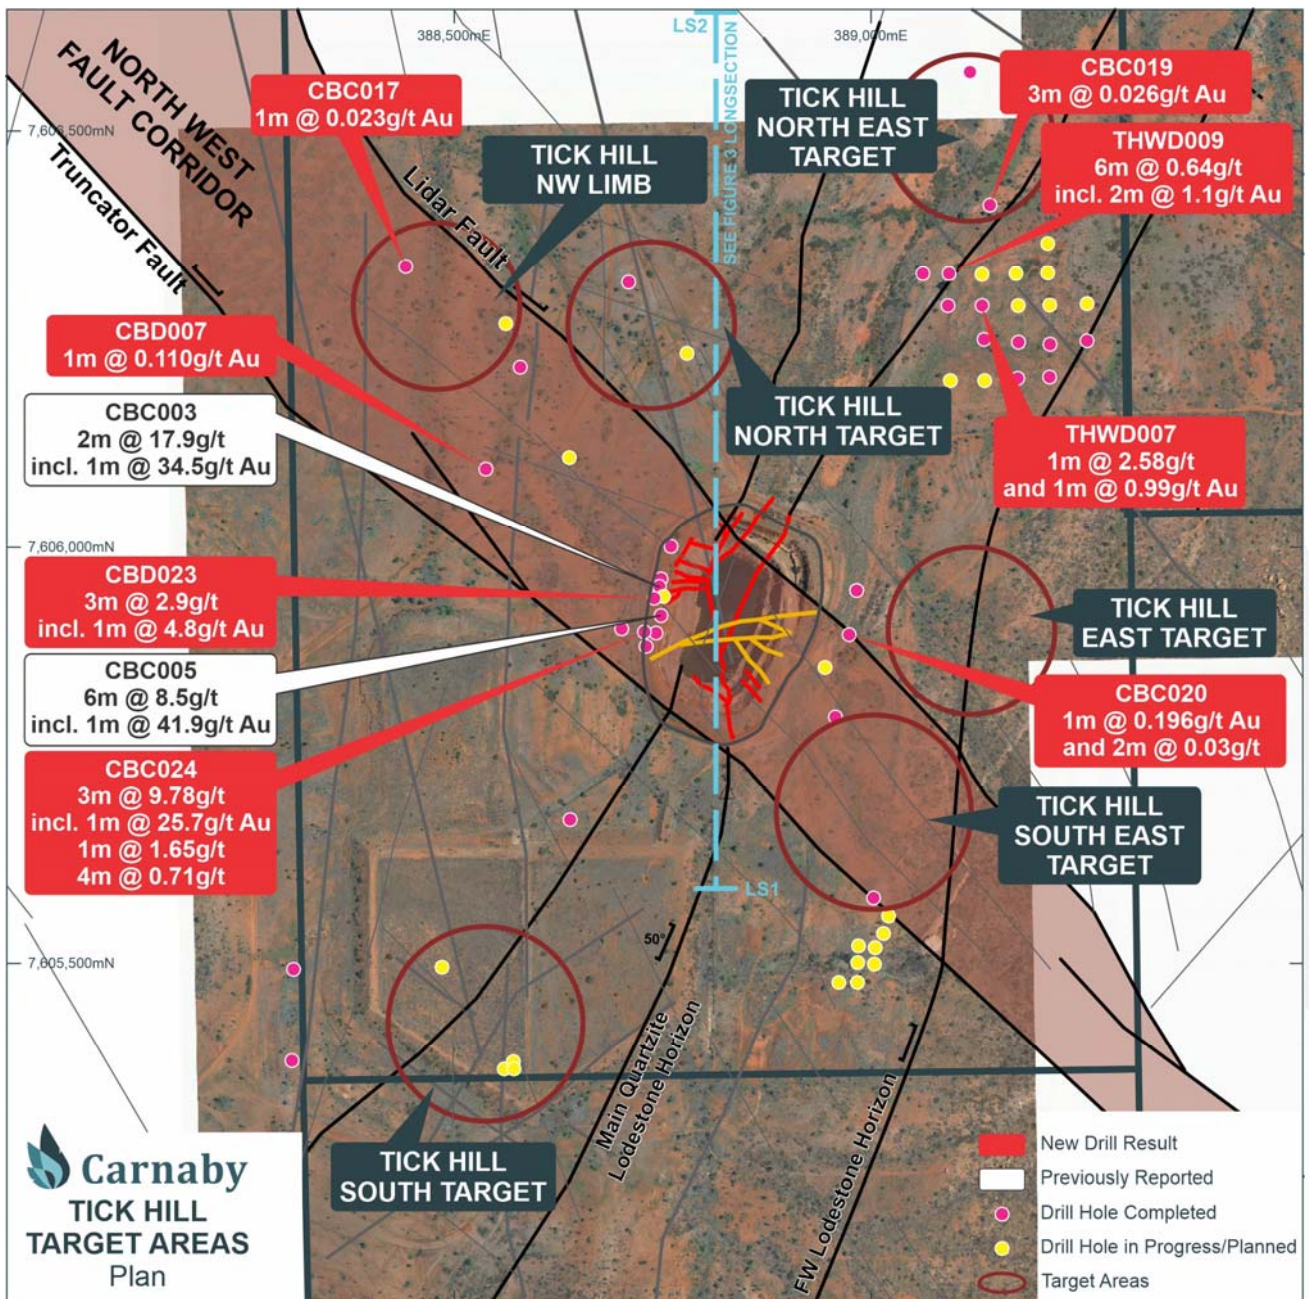 LS2
388,500mE
389,000mE
SEE FIGURE 3 LONGSECTION
NORTH WEST
FAULT CORRIDOR
CBC017
1m @ 0.023g/t Au
TICK HILL
NW LIMB
TICK HILL
NORTH EAST
TARGET
CBC019
3m @ 0.026g/t Au
7,606,500mN
Truncator Fault
Lidar Fault
THWD009
6m @ 0.64g/t
incl. 2m @ 1.1g/t Au
CBD007
1m @ 0.110g/t Au
CBC003
2m @ 17.9g/t
incl. 1m @ 34.5g/t Au
TICK HILL
NORTH TARGET
THWD007
1m @ 2.58g/t
and 1m @ 0.99g/t Au
7,606,000mN
CBD023
3m @ 2.9g/t
incl. 1m @ 4.8g/t Au
TICK HILL
EAST TARGET
CBC005
6m @ 8.5g/t
incl. 1m @ 41.9g/t Au
CBC020
1m @ 0.196g/t Au
and 2m @ 0.03g/t
CBC024
3m @ 9.78g/t
incl. 1m @ 25.7g/t Au
1m @ 1.65g/t
4m @ 0.71g/t
TICK HILL
SOUTH EAST
TARGET
LS1
50°
7,605,500mN
Main Quartzite
Lodestone Horizon
FW Lodestone Horizon
TICK HILL
SOUTH TARGET
Carnaby
TICK HILL
TARGET AREAS
Plan
New Drill Result
Previously Reported
Drill Hole Completed
Drill Hole in Progress/Planned
Target Areas